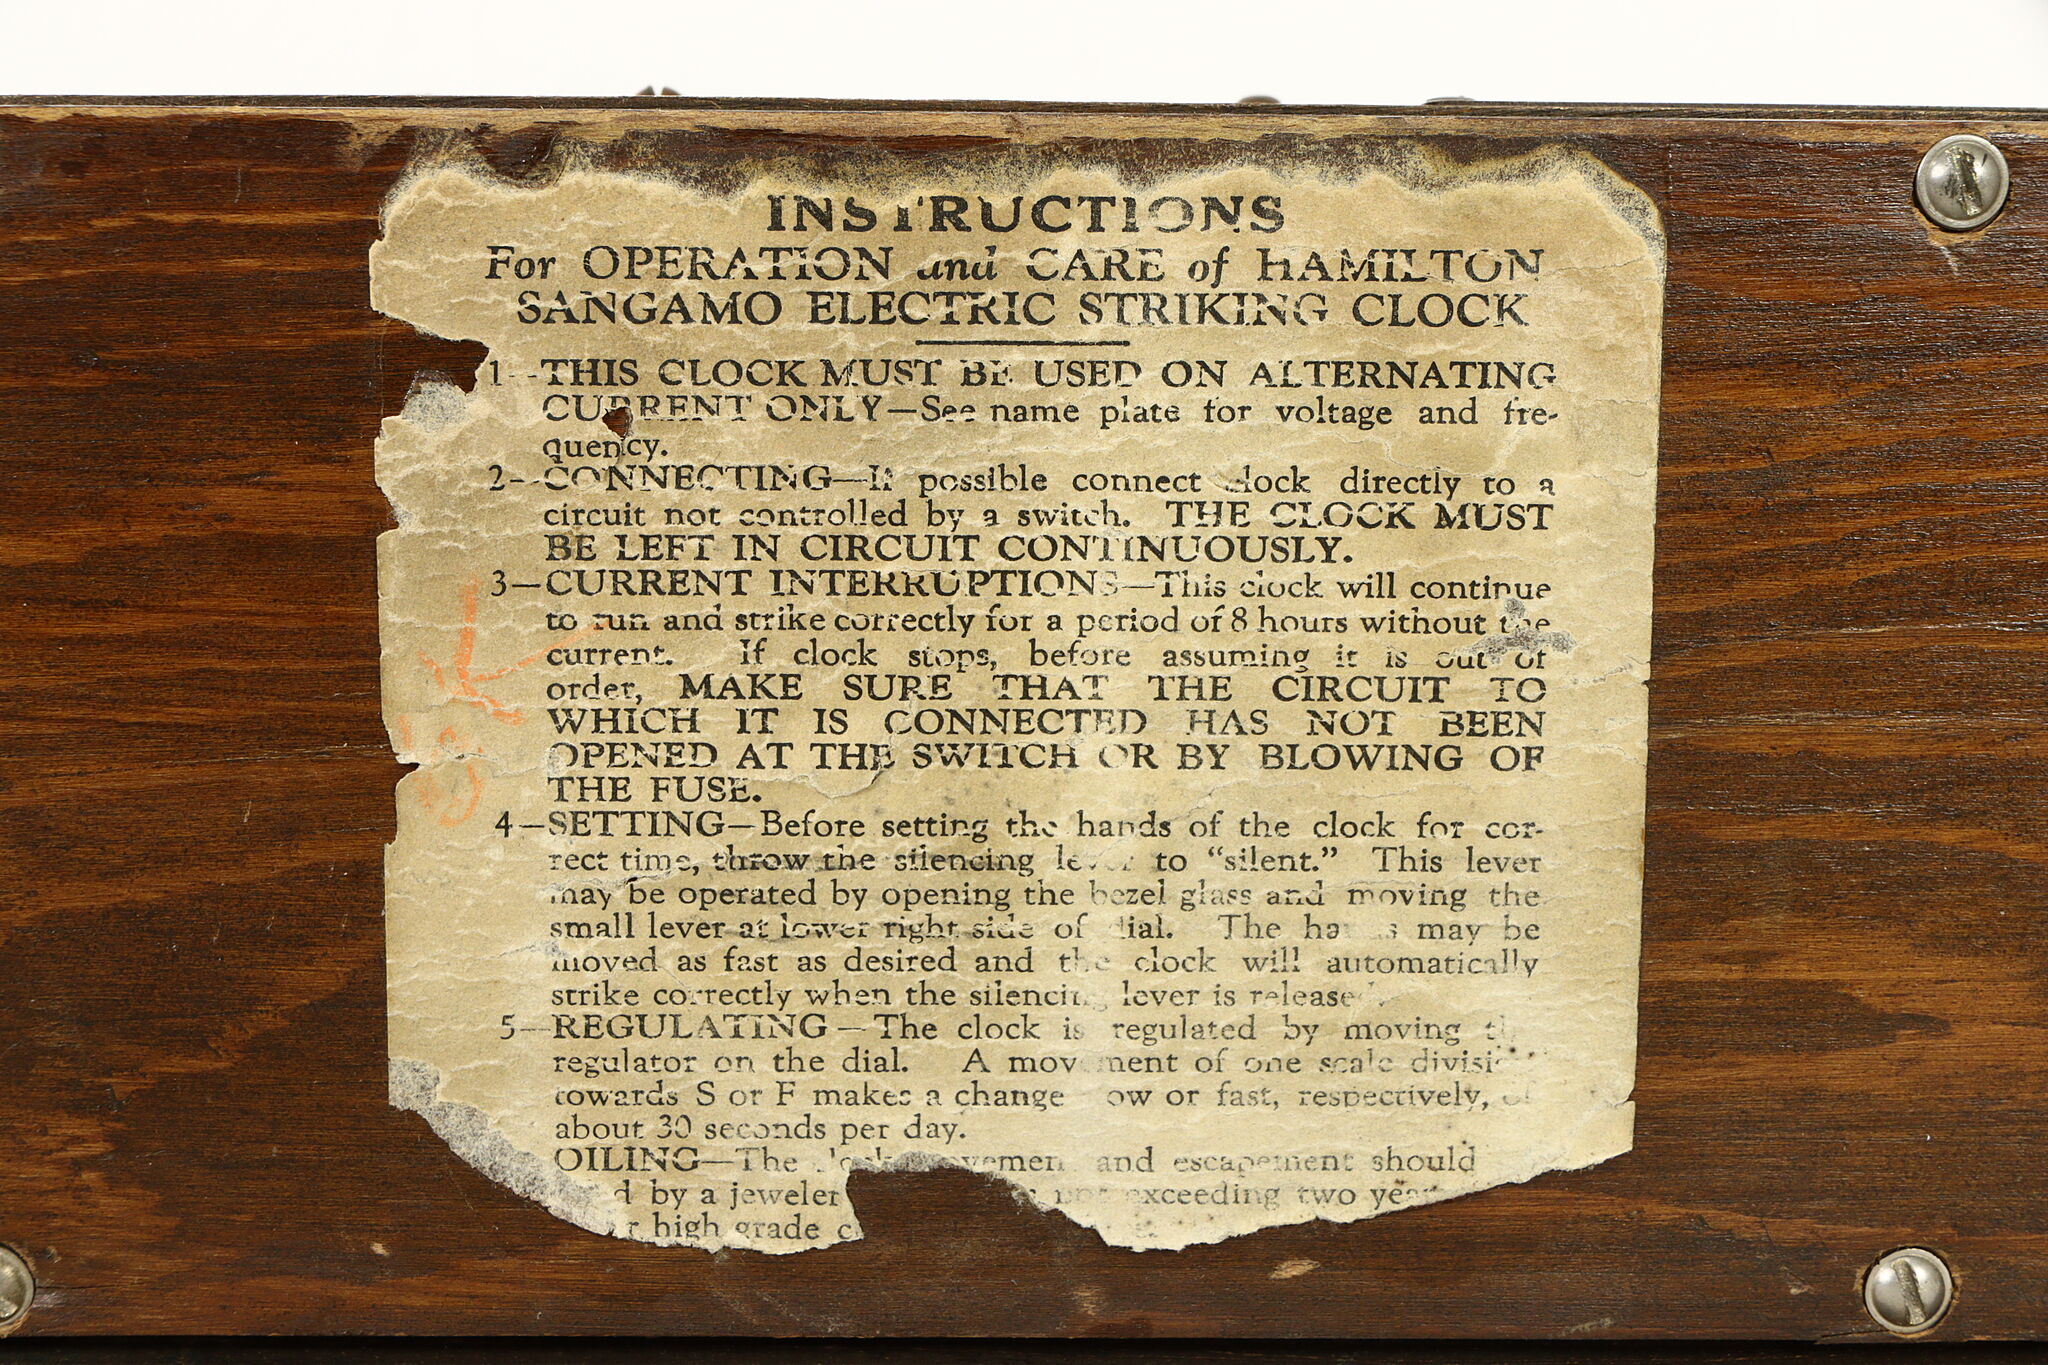 INSTRUCTIONS
For OPERATION and CARE of HAMILTON
SANGAMO ELECTRIC STRIKING CLOCK
1—THIS CLOCK MUST BE USED ON ALTERNATING
CURRENT ONLY—See name plate for voltage and fre-
quency.
2—CONNECTING—If possible connect clock directly to a
circuit not controlled by a switch. THE CLOCK MUST
BE LEFT IN CIRCUIT CONTINUOUSLY.
3—CURRENT INTERRUPTIONS—This clock will continue
to run and strike correctly for a period of 8 hours without the
current. If clock stops, before assuming it is out of
order, MAKE SURE THAT THE CIRCUIT TO
WHICH IT IS CONNECTED HAS NOT BEEN
OPENED AT THE SWITCH OR BY BLOWING OF
THE FUSE.
4—SETTING—Before setting the hands of the clock for cor-
rect time, throw the silencing lever to “silent.” This lever
may be operated by opening the bezel glass and moving the
small lever at lower right side of dial. The hands may be
moved as fast as desired and the clock will automatically
strike correctly when the silencing lever is released.
5—REGULATING—The clock is regulated by moving
regulator on the dial. A movement of one scale division
towards S or F makes a change or fast, respectively, of
about 30 seconds per day.
OILING—The clock movement and escapement should
by a jeweler exceeding two
high grade